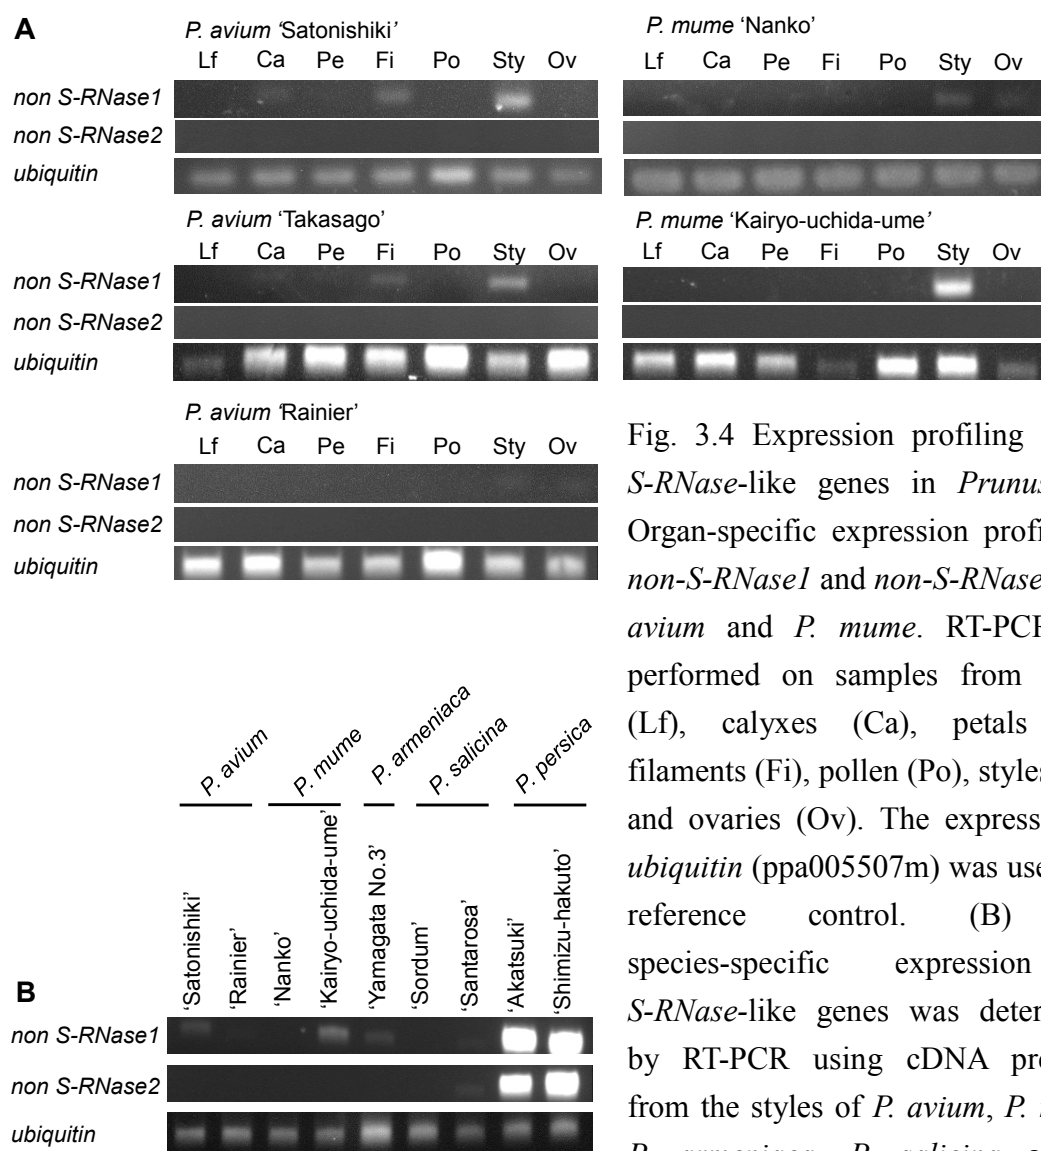 A
P. avium ‘Satonishiki’
Lf Ca Pe Fi Po Sty Ov
non S-RNase1
non S-RNase2
ubiquitin
P. mume ‘Nanko’
Lf Ca Pe Fi Po Sty Ov
P. avium ‘Takasago’
Lf Ca Pe Fi Po Sty Ov
non S-RNase1
non S-RNase2
ubiquitin
P. mume ‘Kairyo-uchida-ume’
Lf Ca Pe Fi Po Sty Ov
P. avium ‘Rainier’
Lf Ca Pe Fi Po Sty Ov
non S-RNase1
non S-RNase2
ubiquitin
Fig. 3.4 Expression profiling
S-RNase-like genes in Prunus
Organ-specific expression profi
non-S-RNase1 and non-S-RNase
avium and P. mume. RT-PCR
performed on samples from
(Lf), calyxes (Ca), petals
filaments (Fi), pollen (Po), styles
and ovaries (Ov). The express
ubiquitin (ppa005507m) was use
reference control. (B)
species-specific expression
S-RNase-like genes was deter
by RT-PCR using cDNA pre
from the styles of P. avium, P.
P. armeniaca, P. salicina
P. avium
P. mume
P. armeniaca
P. salicina
P. persica
‘Satonishiki’
‘Rainier’
‘Nanko’
‘Kairyo-uchida-ume’
‘Yamagata No.3’
‘Sordum’
‘Santarosa’
‘Akatsuki’
‘Shimizu-hakuto’
B
non S-RNase1
non S-RNase2
ubiquitin